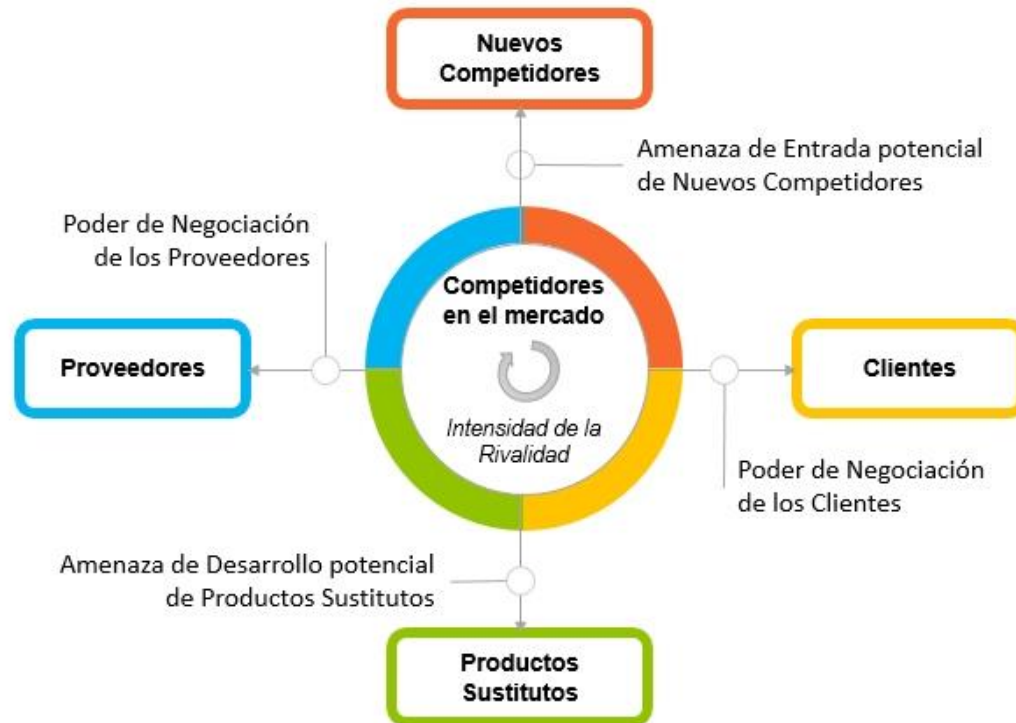 Nuevos
Competidores
Amenaza de Entrada potencial
de Nuevos Competidores
Poder de Negociación
de los Proveedores
Competidores
en el mercado
Proveedores
Clientes
Intensidad de la
Rivalidad
Poder de Negociación
de los Clientes
Amenaza de Desarrollo potencial
de Productos Sustitutos
Productos
Sustitutos